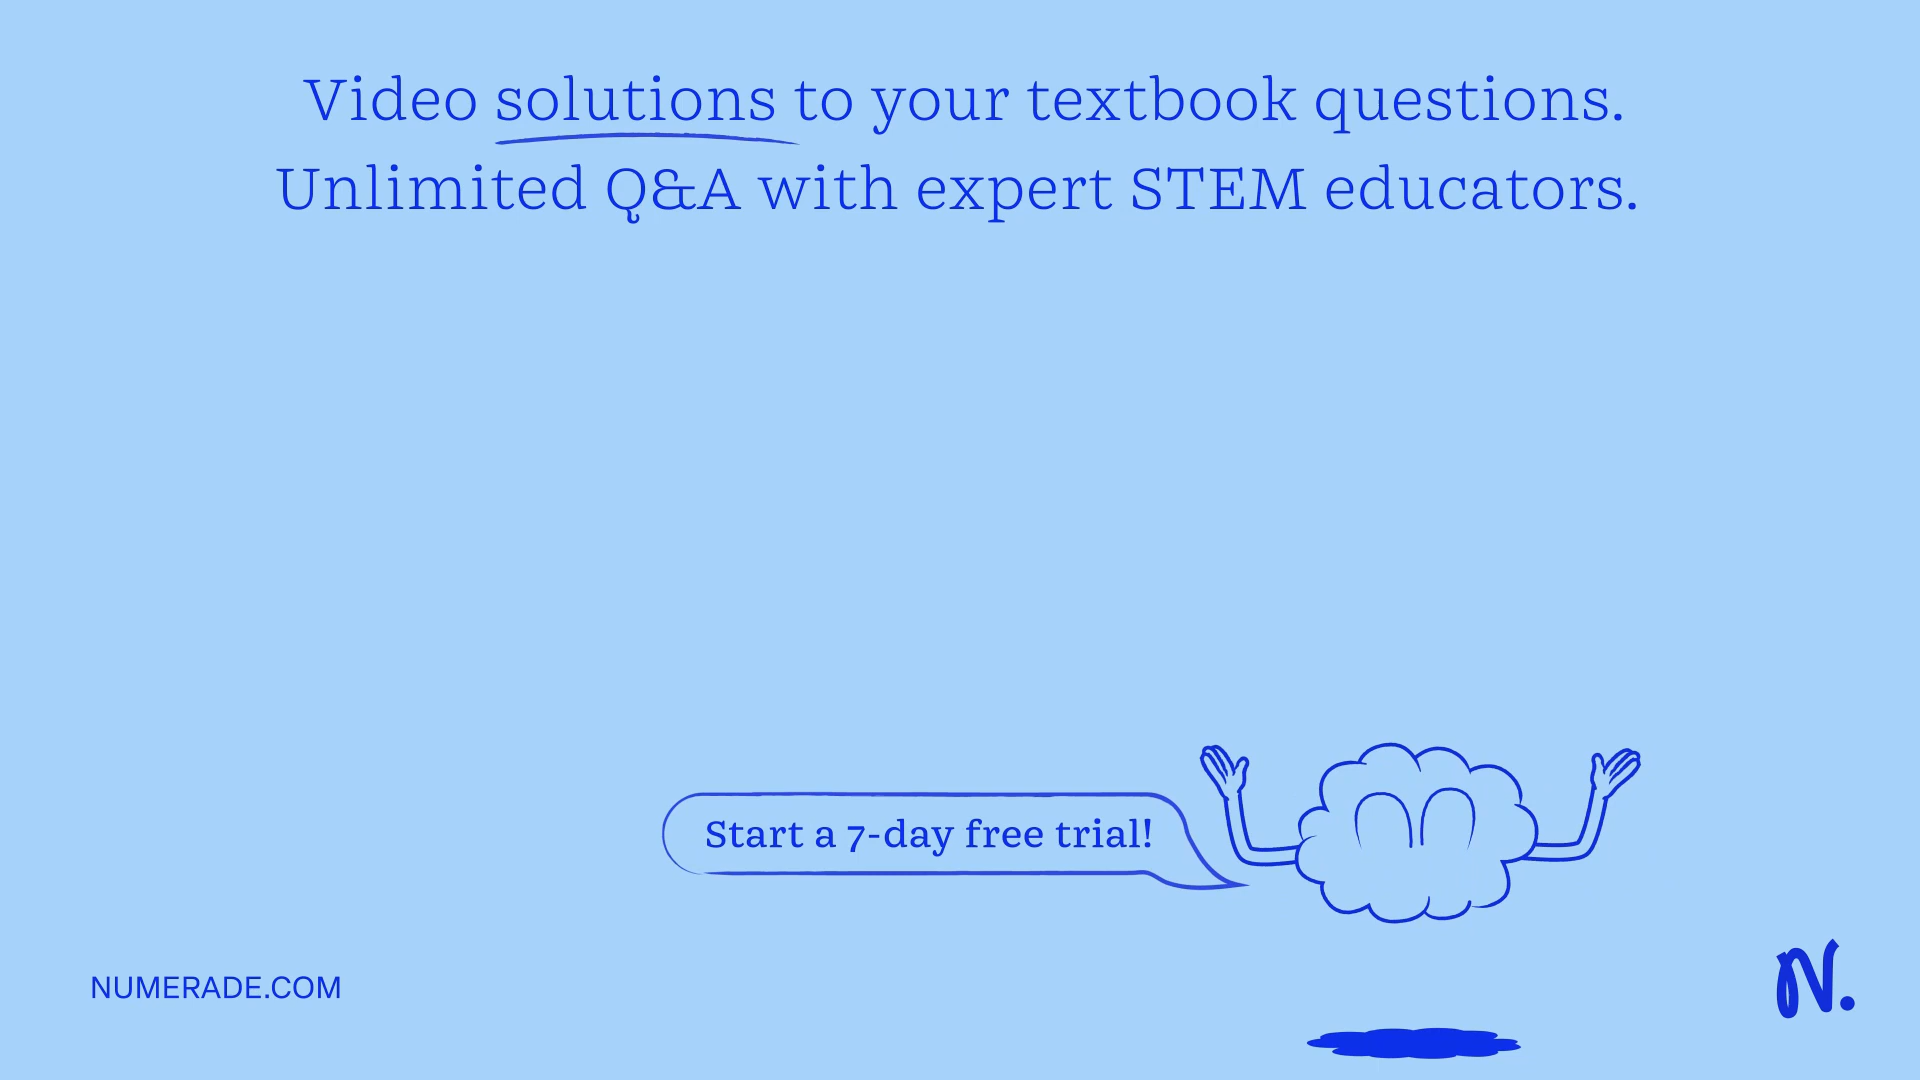 Video solutions to your textbook questions.
Unlimited Q&A with expert STEM educators.
Start a 7-day free trial!
NUMERADE.COM
N.